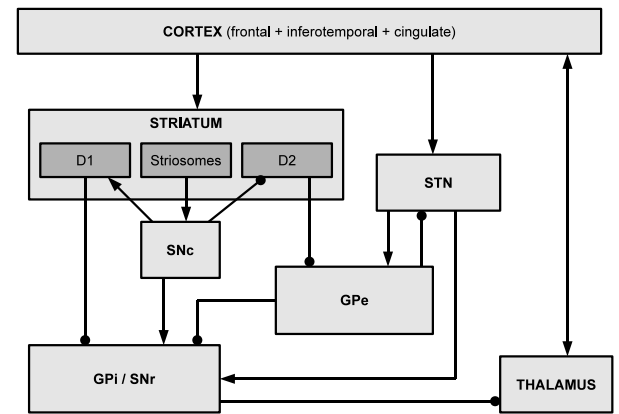 CORTEX (frontal + inferotemporal + cingulate)
STRIATUM
D1
Striosomes
D2
STN
SNc
GPe
GPi / SNr
THALAMUS